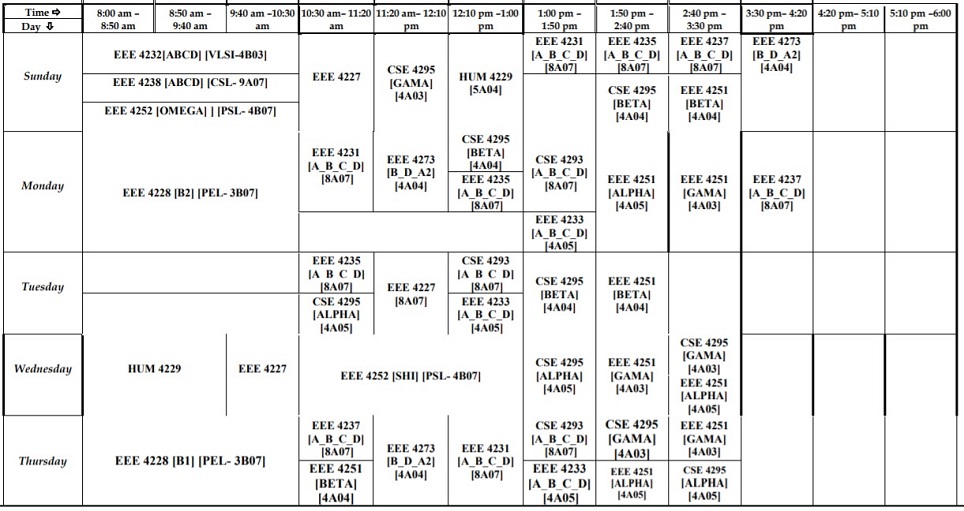 Time ⇨ 8:00 am – 8:50 am – 9:40 am –10:30 10:30 am– 11:20 11:20 am– 12:10 12:10 pm –1:00 1:00 pm – 1:50 pm – 2:40 pm – 3:30 pm– 4:20 4:20 pm– 5:10 5:10 pm –6:00
Day ⇩ 8:50 am 9:40 am am am pm pm 1:50 pm 2:40 pm 3:30 pm pm pm pm
Sunday
EEE 4232[ABCD] [VLSI-4B03]
EEE 4238 [ABCD] [CSL- 9A07]
EEE 4252 [OMEGA] ] [PSL- 4B07]
EEE 4227
CSE 4295
[GAMA]
[4A03]
HUM 4229
[5A04]
EEE 4231
[A_B_C_D]
[8A07]
EEE 4235
[A_B_C_D]
[8A07]
CSE 4295
[BETA]
[4A04]
EEE 4237
[A_B_C_D]
[8A07]
EEE 4251
[BETA]
[4A04]
EEE 4273
[B_D_A2]
[4A04]
Monday
EEE 4228 [B2] [PEL- 3B07]
EEE 4231
[A_B_C_D]
[8A07]
EEE 4273
[B_D_A2]
[4A04]
CSE 4295
[BETA]
[4A04]
EEE 4235
[A_B_C_D]
[8A07]
CSE 4293
[A_B_C_D]
[8A07]
EEE 4233
[A_B_C_D]
[4A05]
EEE 4251
[ALPHA]
[4A05]
EEE 4251
[GAMA]
[4A03]
EEE 4237
[A_B_C_D]
[8A07]
Tuesday
EEE 4235
[A_B_C_D]
[8A07]
CSE 4295
[ALPHA]
[4A05]
EEE 4227
[8A07]
CSE 4293
[A_B_C_D]
[8A07]
EEE 4233
[A_B_C_D]
[4A05]
CSE 4295
[BETA]
[4A04]
EEE 4251
[BETA]
[4A04]
Wednesday
HUM 4229
EEE 4227
EEE 4252 [SHI] [PSL- 4B07]
CSE 4295
[ALPHA]
[4A05]
EEE 4251
[GAMA]
[4A03]
CSE 4295
[GAMA]
[4A03]
EEE 4251
[ALPHA]
[4A05]
Thursday
EEE 4228 [B1] [PEL- 3B07]
EEE 4237
[A_B_C_D]
[8A07]
EEE 4251
[BETA]
[4A04]
EEE 4273
[B_D_A2]
[4A04]
EEE 4231
[A_B_C_D]
[8A07]
CSE 4293
[A_B_C_D]
[8A07]
EEE 4233
[A_B_C_D]
[4A05]
CSE 4295
[GAMA]
[4A03]
EEE 4251
[ALPHA]
[4A05]
EEE 4251
[GAMA]
[4A03]
CSE 4295
[ALPHA]
[4A05]